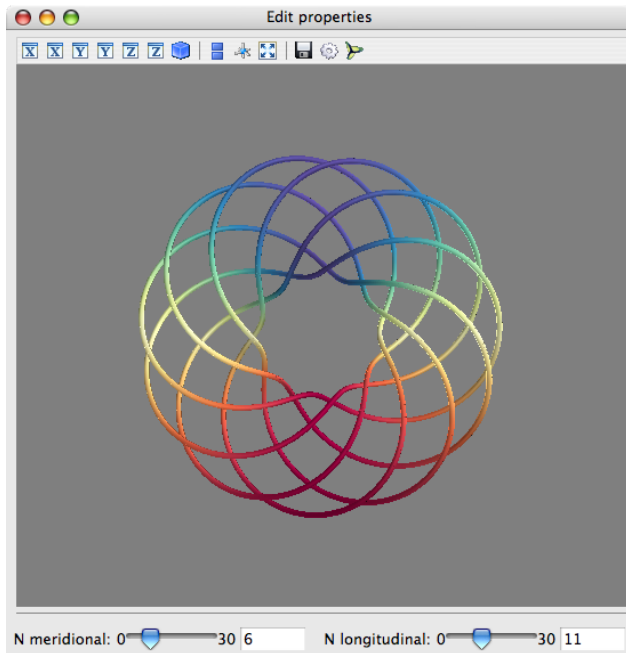 Edit properties
X X Y Y Z Z
N meridional: 0 30 6 N longitudinal: 0 30 11